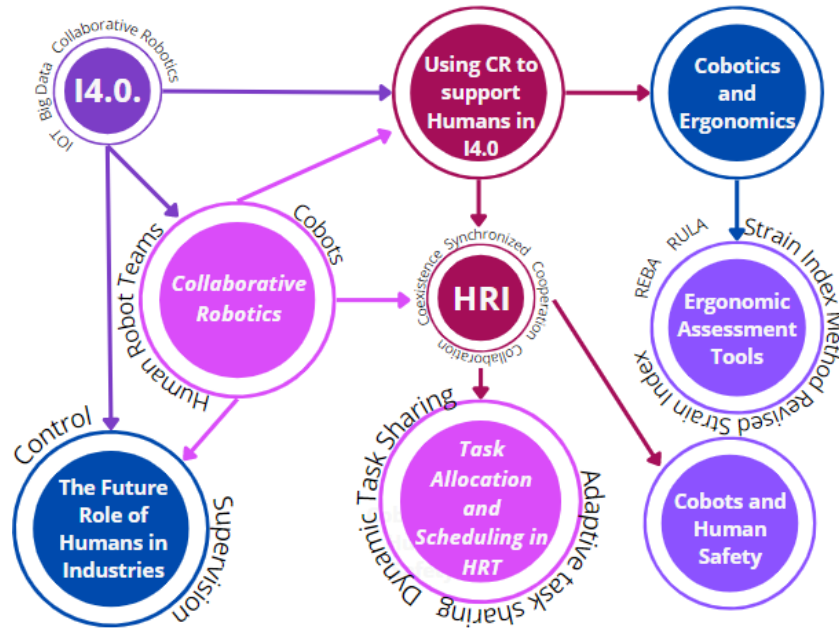 IOT Big Data Collaborative Robotics
I4.0.
Using CR to
support
Humans in
I4.0
Cobotics
and
Ergonomics
Human Robot Teams
Cobots
Collaborative
Robotics
Coexistence Synchronized Cooperation Collaboration
HRI
REBA RULA Strain Index Method Revised Strain Index
Ergonomic
Assessment
Tools
Control
Supervision
The Future
Role of
Humans in
Industries
Dynamic Task Sharing
Adaptive task sharing
Task
Allocation
and
Scheduling in
HRT
Cobots and
Human
Safety